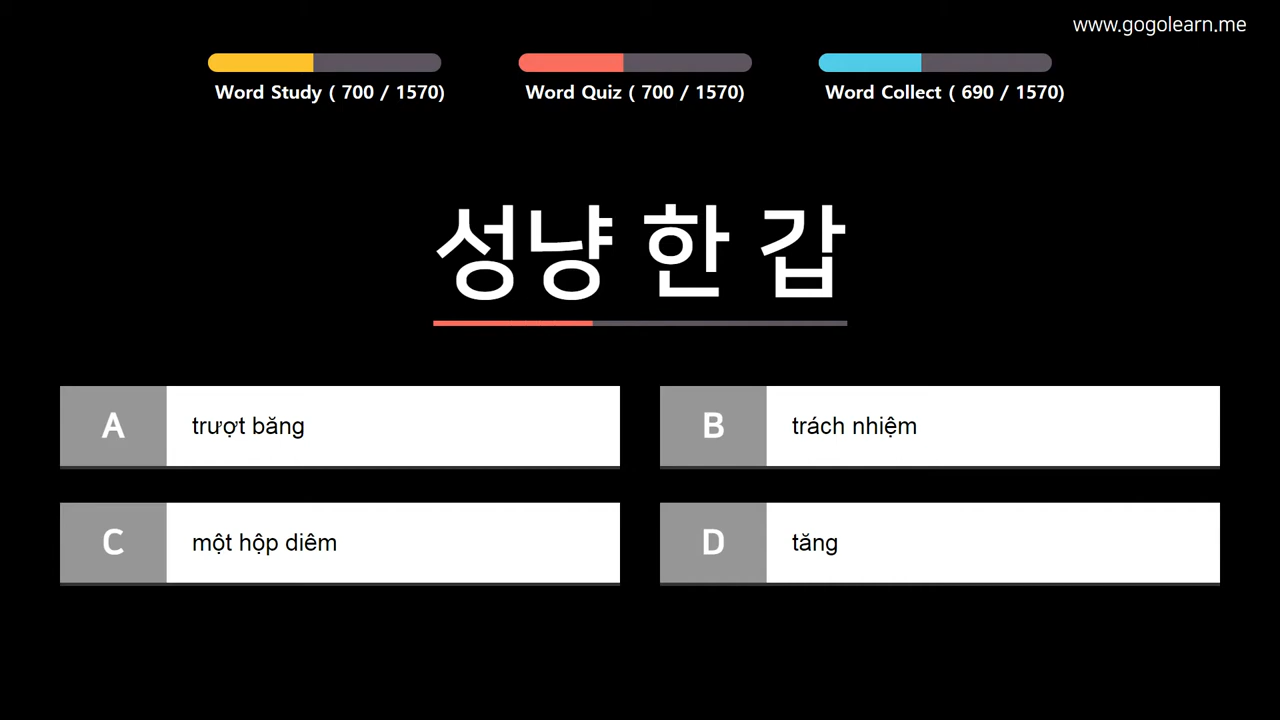 www.gogolearn.me
Word Study ( 700 / 1570)
Word Quiz ( 700 / 1570)
Word Collect ( 690 / 1570)
성냥 한 갑
A trượt băng
B trách nhiệm
C một hộp diêm
D tăng